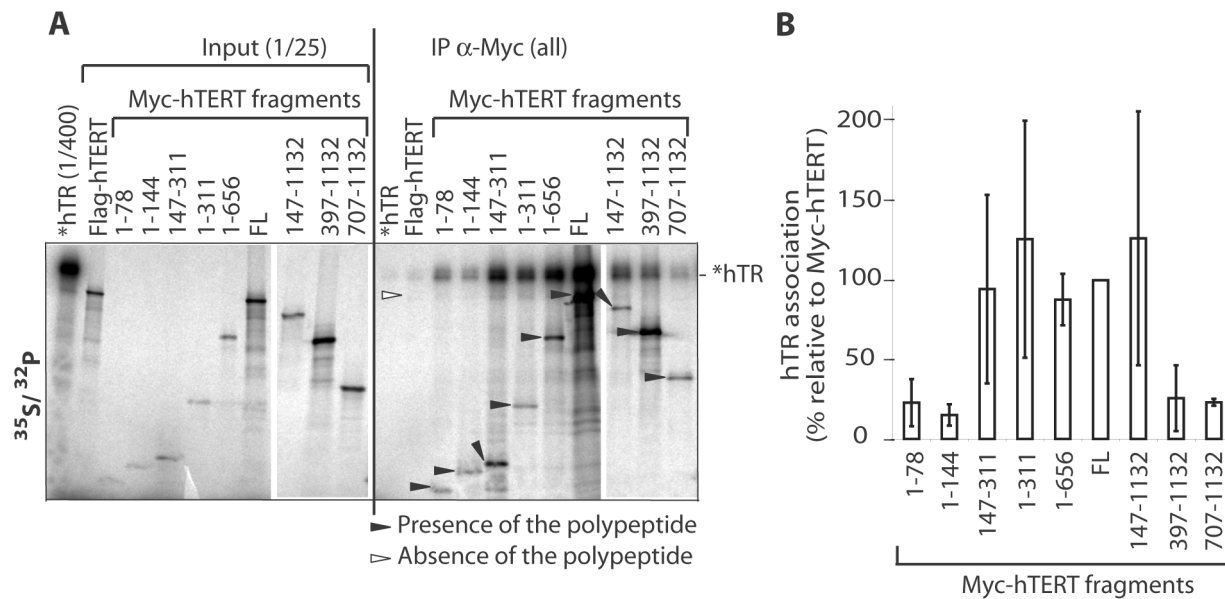 A
Input (1/25)
IP α-Myc (all)
Myc-hTERT fragments
Myc-hTERT fragments
*hTR (1/400)
Flag-hTERT
1-78
1-144
147-311
1-311
1-656
FL
147-1132
397-1132
707-1132
*hTR
Flag-hTERT
1-78
1-144
147-311
1-311
1-656
FL
147-1132
397-1132
707-1132
- *hTR
35S/ 32P
Presence of the polypeptide
Absence of the polypeptide
B
hTR association
(% relative to Myc-hTERT)
200
150
100
50
0
1-78
1-144
147-311
1-311
1-656
FL
147-1132
397-1132
707-1132
Myc-hTERT fragments